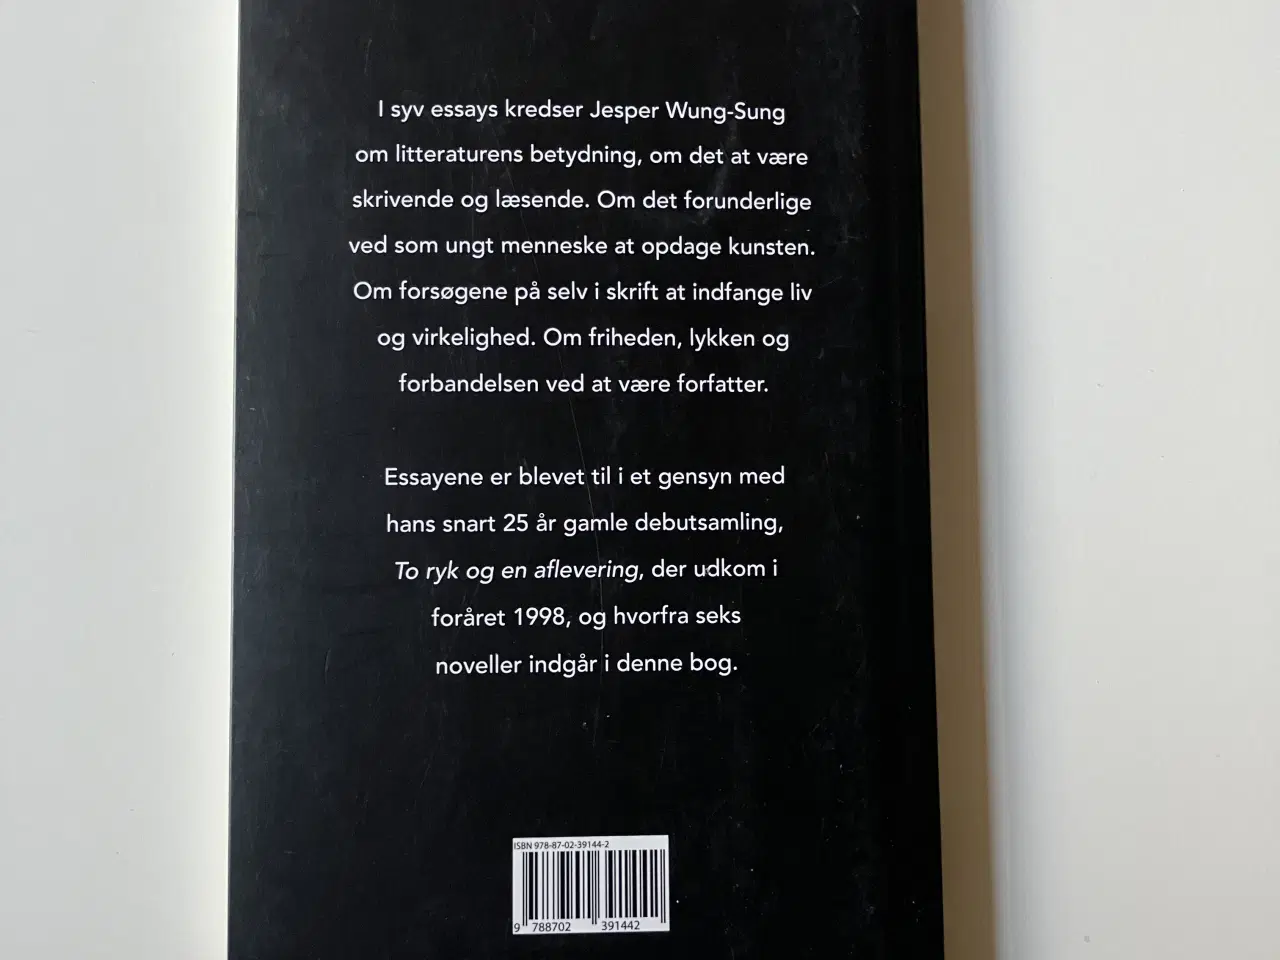 I syv essays kredser Jesper Wung-Sung
om litteraturens betydning, om det at være
skrivende og læsende. Om det forunderlige
ved som ungt menneske at opdage kunsten.
Om forsøgene på selv i skrift at indfange liv
og virkelighed. Om friheden, lykken og
forbandelsen ved at være forfatter.
Essayene er blevet til i et gensyn med
hans snart 25 år gamle debutsamling,
To ryk og en aflevering, der udkom i
foråret 1998, og hvorfra seks
noveller indgår i denne bog.
ISBN 978-87-02-39144-2
9 788702 391442